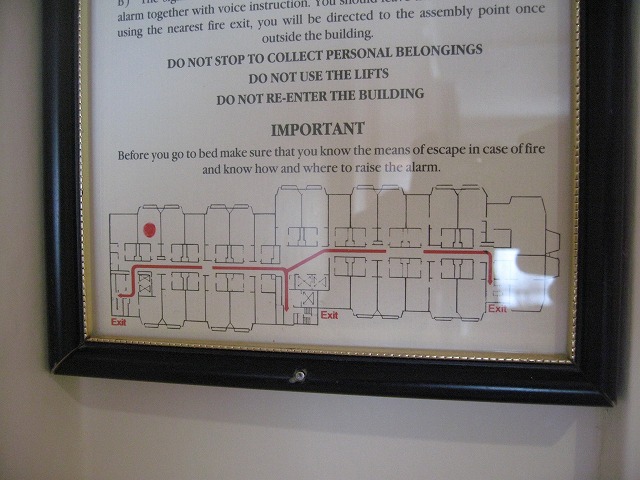 alarm together with voice instruction. You should leave
using the nearest fire exit, you will be directed to the assembly point once
outside the building.
DO NOT STOP TO COLLECT PERSONAL BELONGINGS
DO NOT USE THE LIFTS
DO NOT RE-ENTER THE BUILDING
IMPORTANT
Before you go to bed make sure that you know the means of escape in case of fire
and know how and where to raise the alarm.
Exit
Exit
Exit